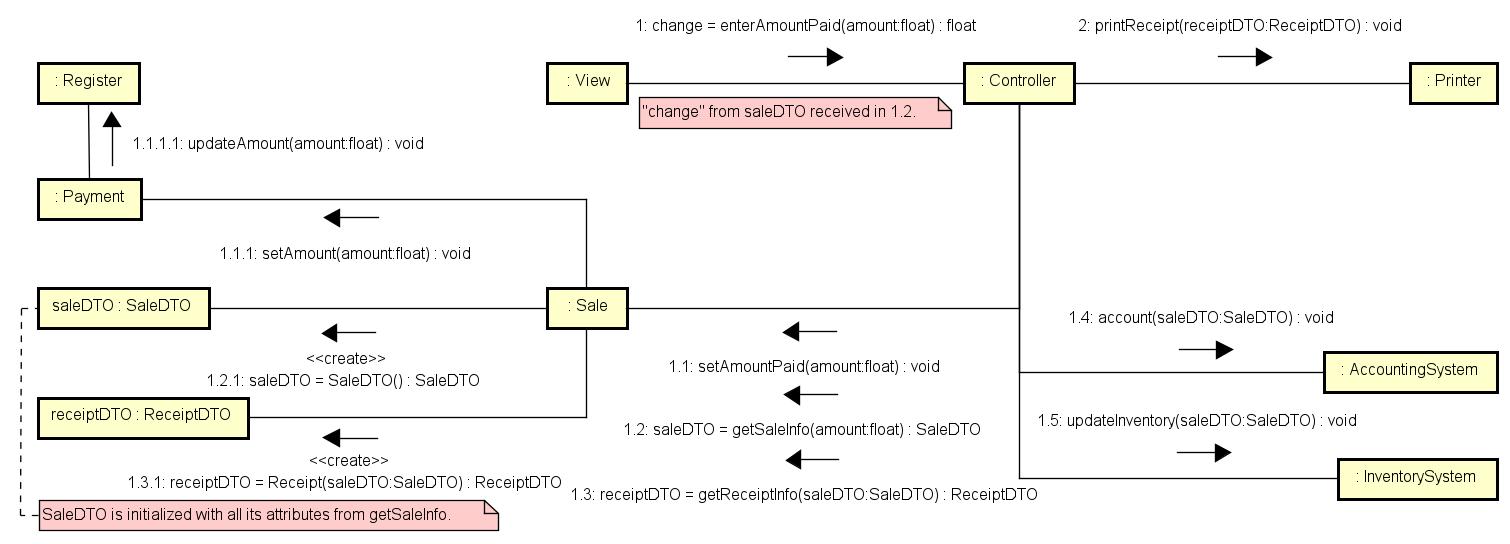 1: change = enterAmountPaid(amount:float) : float
2: printReceipt(receiptDTO:ReceiptDTO) : void
: Register
: View
: Controller
: Printer
"change" from saleDTO received in 1.2.
1.1.1.1: updateAmount(amount:float) : void
: Payment
1.1.1: setAmount(amount:float) : void
saleDTO : SaleDTO
: Sale
1.4: account(saleDTO:SaleDTO) : void
<<create>>
1.2.1: saleDTO = SaleDTO() : SaleDTO
1.1: setAmountPaid(amount:float) : void
: AccountingSystem
receiptDTO : ReceiptDTO
1.2: saleDTO = getSaleInfo(amount:float) : SaleDTO
1.5: updateInventory(saleDTO:SaleDTO) : void
<<create>>
1.3.1: receiptDTO = Receipt(saleDTO:SaleDTO) : ReceiptDTO
1.3: receiptDTO = getReceiptInfo(saleDTO:SaleDTO) : ReceiptDTO
: InventorySystem
SaleDTO is initialized with all its attributes from getSaleInfo.